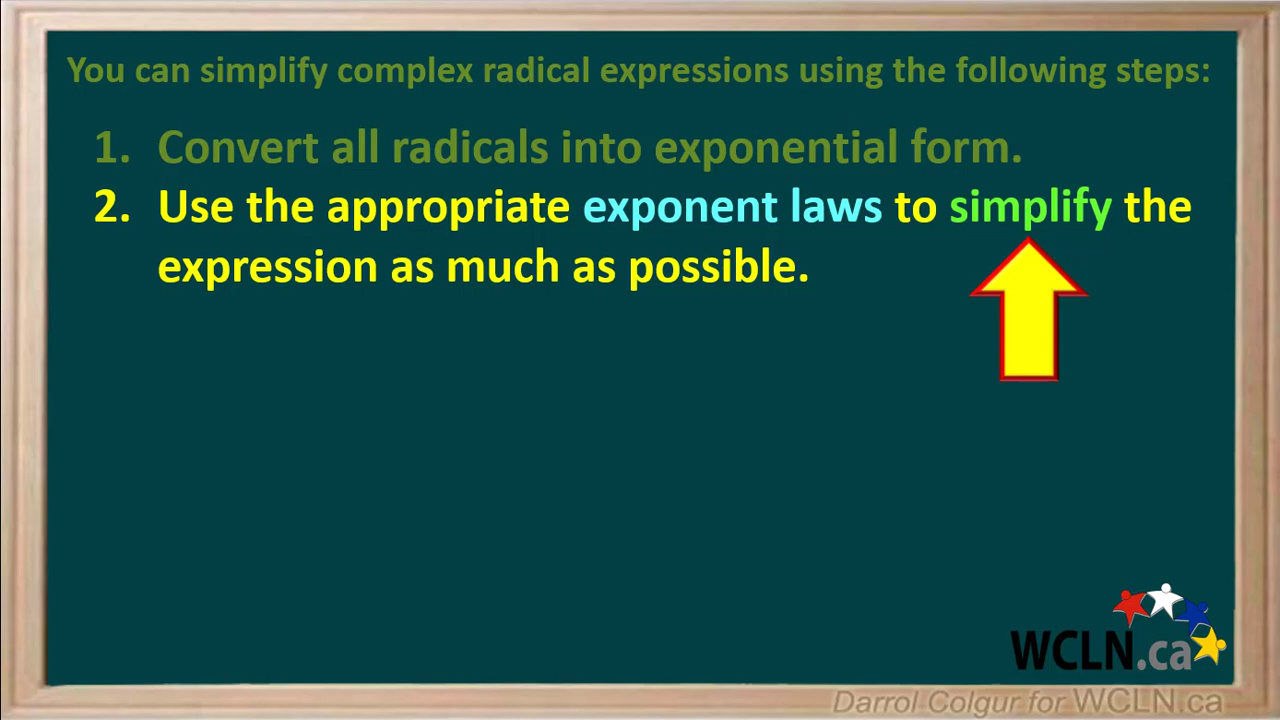 You can simplify complex radical expressions using the following steps:
1. Convert all radicals into exponential form.
2. Use the appropriate exponent laws to simplify the
expression as much as possible.
WCLN.ca
Darrol Colgur for WCLN.ca